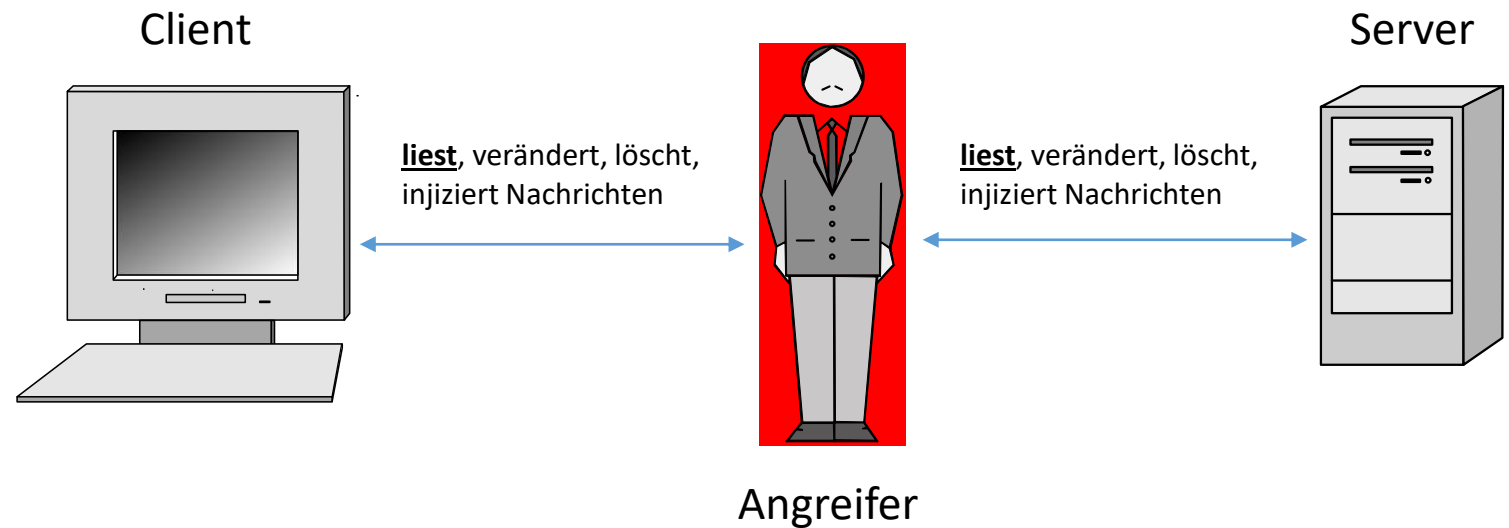 Client
Server
liest, verändert, löscht,
injiziert Nachrichten
liest, verändert, löscht,
injiziert Nachrichten
Angreifer